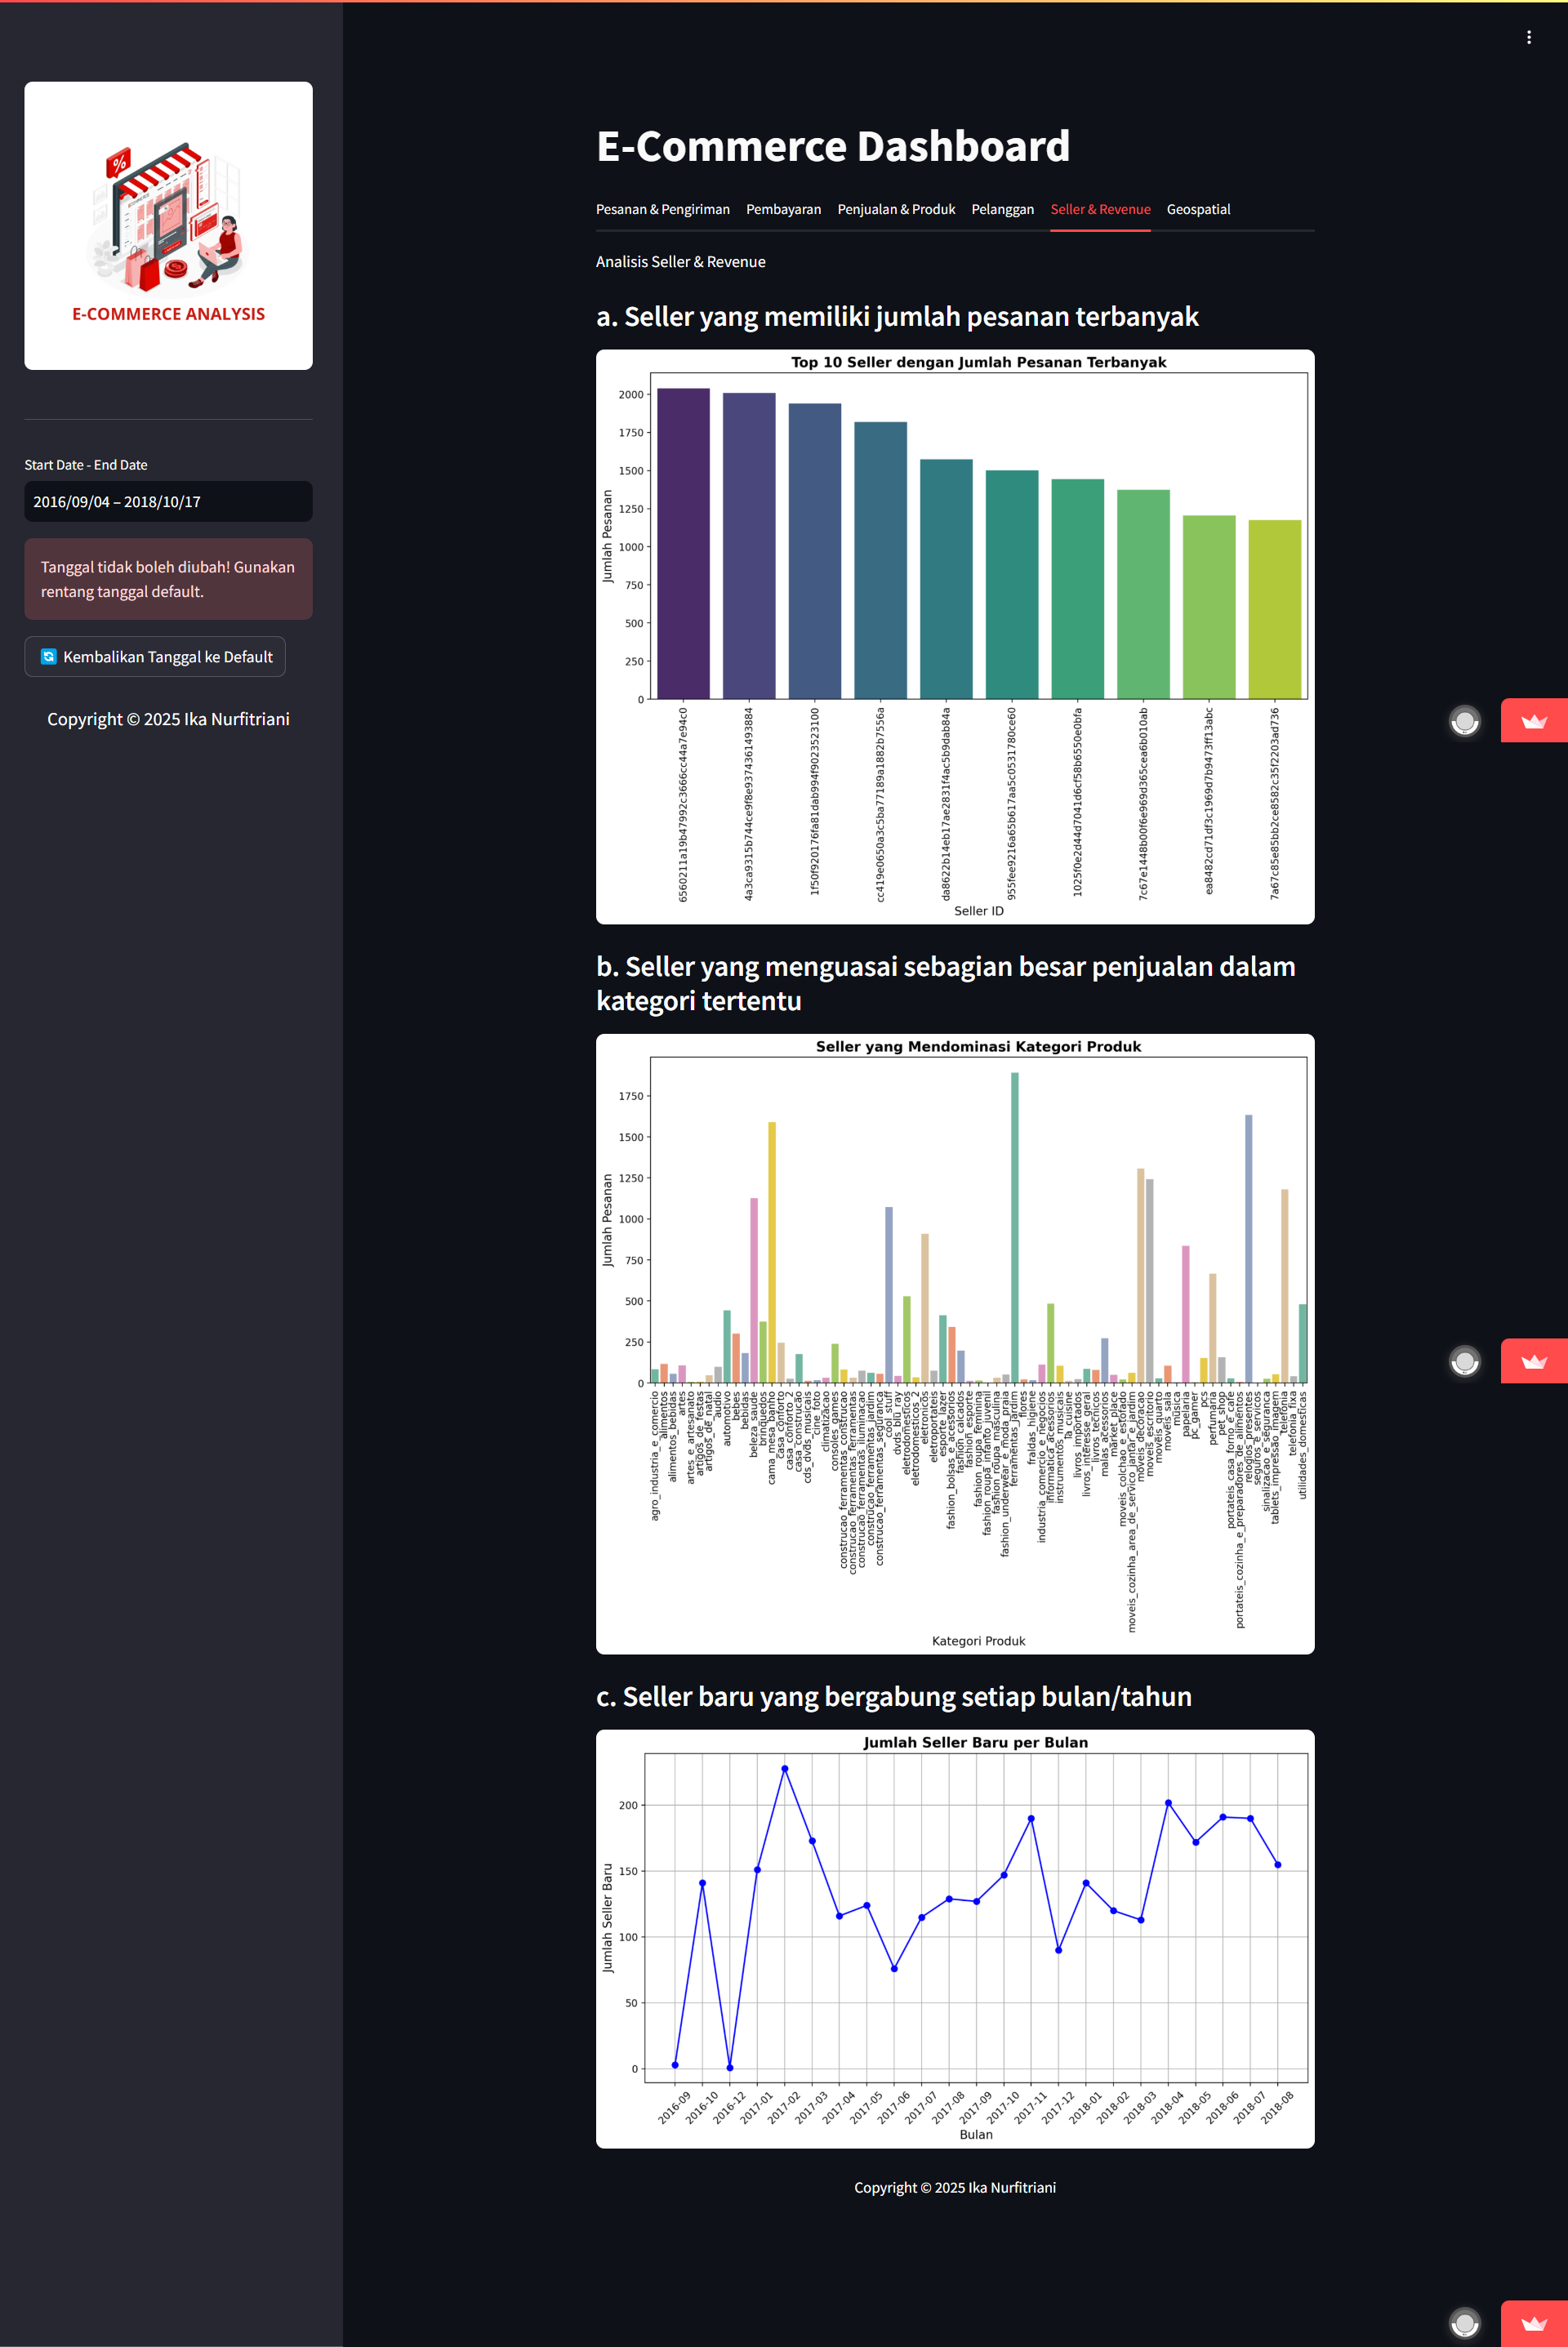 E-COMMERCE ANALYSIS
Start Date - End Date
2016/09/04 – 2018/10/17
Tanggal tidak boleh diubah! Gunakan
rentang tanggal default.
Kembalikan Tanggal ke Default
Copyright © 2025 Ika Nurfitriani
E-Commerce Dashboard
Pesanan & Pengiriman Pembayaran Penjualan & Produk Pelanggan Seller & Revenue Geospatial
Analisis Seller & Revenue
a. Seller yang memiliki jumlah pesanan terbanyak
Top 10 Seller dengan Jumlah Pesanan Terbanyak
Jumlah Pesanan
2000
1750
1500
1250
1000
750
500
250
0
6560211a19b47992c3666cc44a7e94c0
4a3ca9315b744ce9f8e9374361493884
1f50f920176fa81dab994f9023523100
cc419e0650a3c5ba77189a1882b7556a
da8622b14eb17ae2831f4ac5b9dab84a
955fee9216a65b617aa5c0531780ce60
1025f0e2d44d7041d6cf58b6550e0bfa
7c67e1448b00f6e969d365cea6b010ab
ea8482cd71df3c1969d7b9473ff13abc
7a67c85e85bb2ce8582c35f2203ad736
Seller ID
b. Seller yang menguasai sebagian besar penjualan dalam
kategori tertentu
Seller yang Mendominasi Kategori Produk
Jumlah Pesanan
1750
1500
1250
1000
750
500
250
0
agro_industria_e_comercio
alimentos
alimentos_bebidas
artes
artes_e_artesanato
artigos_de_festas
artigos_de_natal
audio
automotivo
bebes
bebidas
beleza_saude
brinquedos
cama_mesa_banho
casa_conforto
casa_conforto_2
casa_construcao
cds_dvds_musicais
cine_foto
climatizacao
consoles_games
construcao_ferramentas_construcao
construcao_ferramentas_ferramentas
construcao_ferramentas_iluminacao
construcao_ferramentas_jardim
construcao_ferramentas_seguranca
cool_stuff
dvds_blu_ray
eletrodomesticos
eletrodomesticos_2
eletronicos
eletroportateis
esporte_lazer
fashion_bolsas_e_acessorios
fashion_calcados
fashion_esporte
fashion_roupa_feminina
fashion_roupa_infanto_juvenil
fashion_roupa_masculina
fashion_underwear_e_moda_praia
ferramentas_jardim
flores
fraldas_higiene
industria_comercio_e_negocios
informatica_acessorios
instrumentos_musicais
la_cuisine
livros_importados
livros_interesse_geral
livros_tecnicos
malas_acessorios
market_place
moveis_colchao_e_estofado
moveis_cozinha_area_de_servico_jantar_e_jardim
moveis_decoracao
moveis_escritorio
moveis_quarto
moveis_sala
musica
papelaria
pc_gamer
pcs
perfumaria
pet_shop
portateis_casa_forno_e_cafe
portateis_cozinha_e_preparadores_de_alimentos
relogios_presentes
seguros_e_servicos
sinalizacao_e_seguranca
tablets_impressao_imagem
telefonia
telefonia_fixa
utilidades_domesticas
Kategori Produk
c. Seller baru yang bergabung setiap bulan/tahun
Jumlah Seller Baru per Bulan
Jumlah Seller Baru
200
150
100
50
0
2016-09
2016-10
2016-12
2017-01
2017-02
2017-03
2017-04
2017-05
2017-06
2017-07
2017-08
2017-09
2017-10
2017-11
2017-12
2018-01
2018-02
2018-03
2018-04
2018-05
2018-06
2018-07
2018-08
Bulan
Copyright © 2025 Ika Nurfitriani